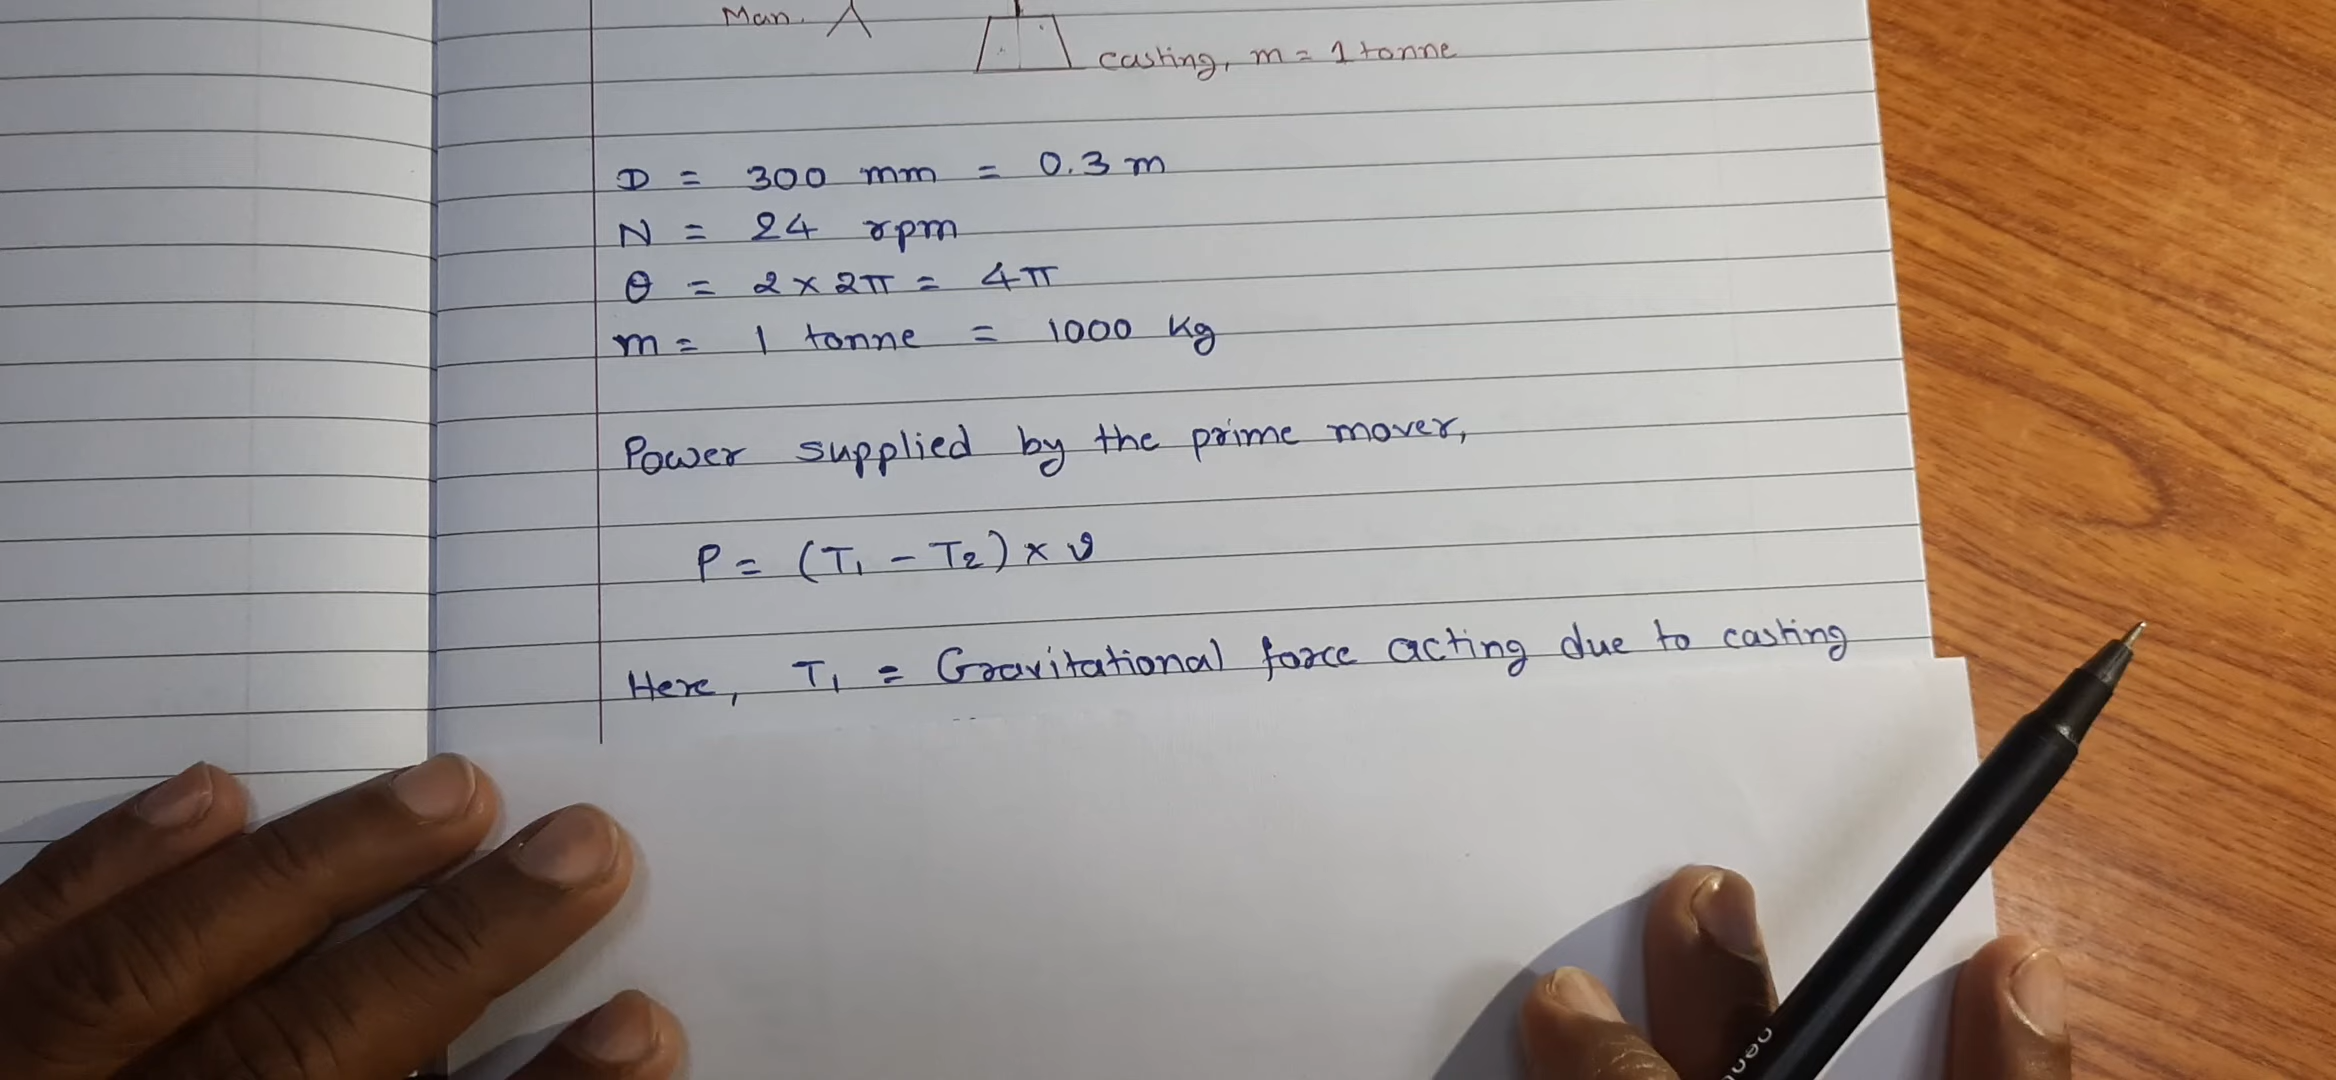 Man.
casting, m = 1 tonne
D = 300 mm = 0.3 m
N = 24 rpm
θ = 2 × 2π = 4π
m = 1 tonne = 1000 Kg
Power supplied by the prime mover,
P = (T₁ - T₂) × v
Here, T₁ = Gravitational force acting due to casting